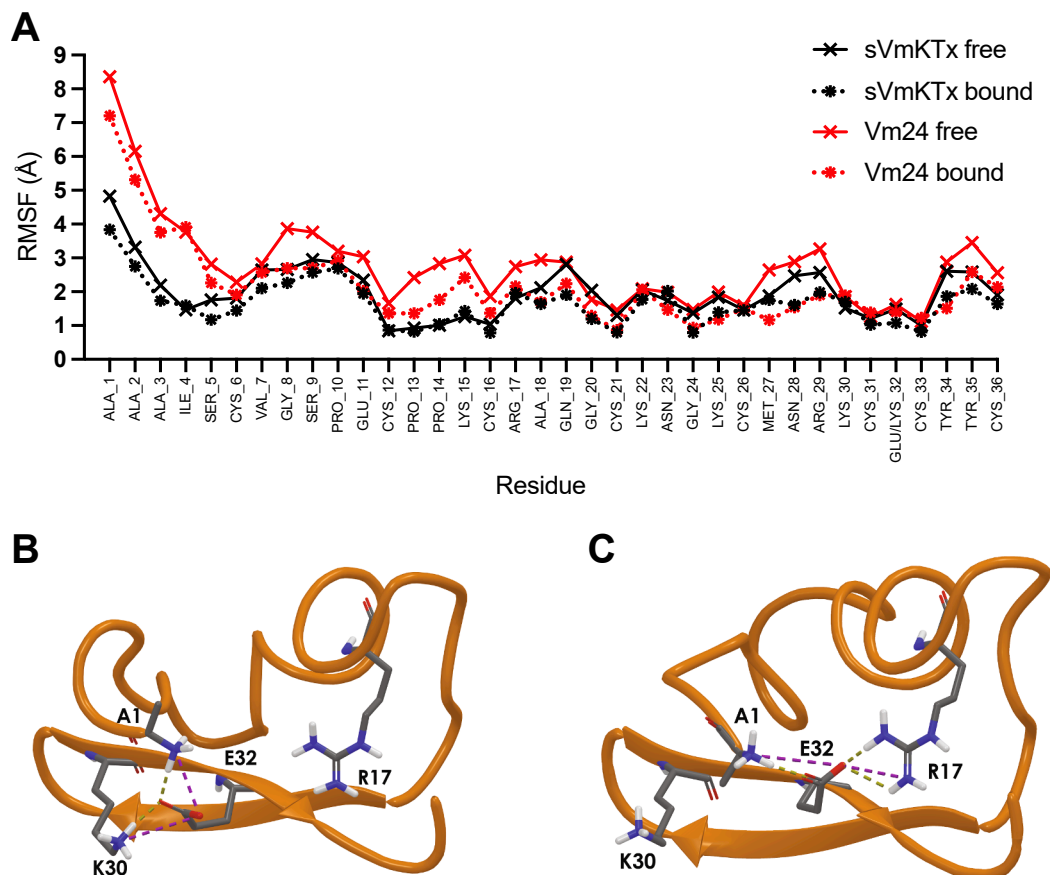 A
sVmKTx free
sVmKTx bound
Vm24 free
Vm24 bound
RMSF (Å)
9
8
7
6
5
4
3
2
1
0
ALA_1
ALA_2
ALA_3
ILE_4
SER_5
CYS_6
VAL_7
GLY_8
SER_9
PRO_10
GLU_11
CYS_12
PRO_13
PRO_14
LYS_15
CYS_16
ARG_17
ALA_18
GLN_19
GLY_20
CYS_21
LYS_22
ASN_23
GLY_24
LYS_25
CYS_26
MET_27
ASN_28
ARG_29
LYS_30
CYS_31
GLU/LYS_32
CYS_33
TYR_34
TYR_35
CYS_36
Residue
B
A1
E32
R17
K30
C
A1
E32
R17
K30